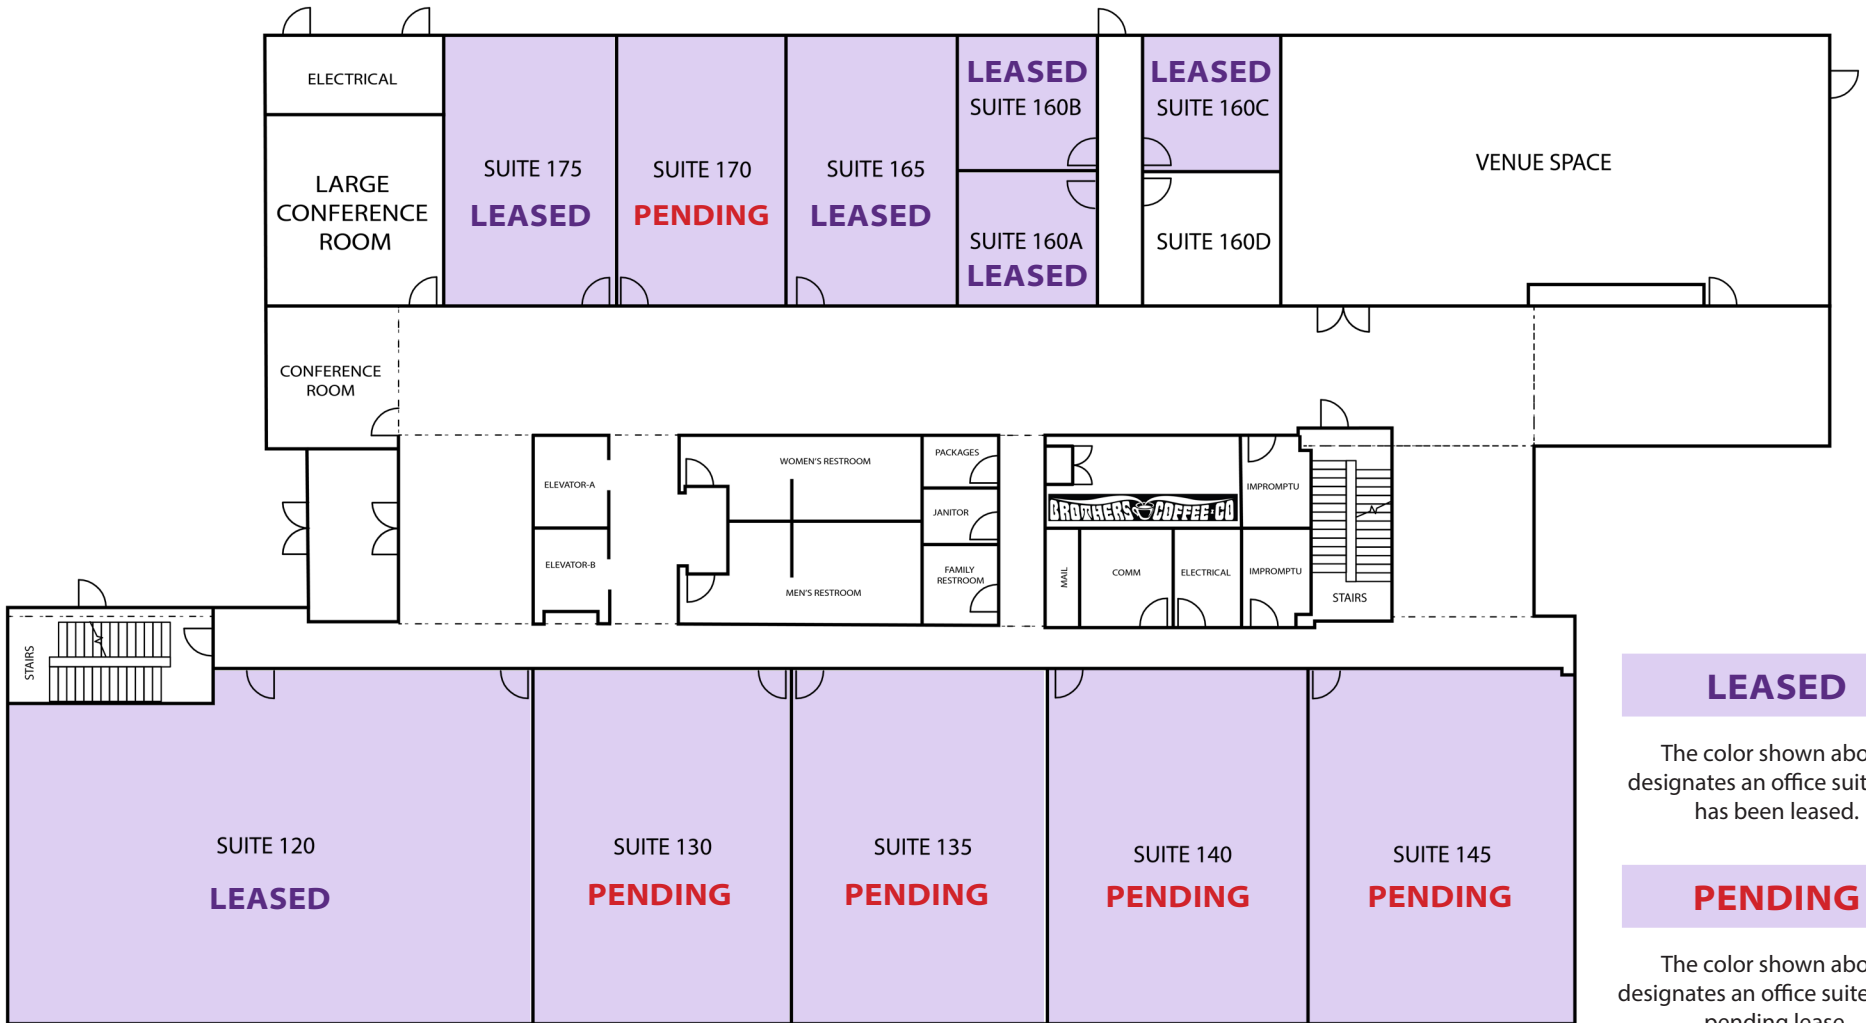 ELECTRICAL
LARGE
CONFERENCE
ROOM
SUITE 175
LEASED
SUITE 170
PENDING
SUITE 165
LEASED
LEASED
SUITE 160B
SUITE 160A
LEASED
LEASED
SUITE 160C
SUITE 160D
VENUE SPACE
CONFERENCE
ROOM
ELEVATOR-A
ELEVATOR-B
WOMEN'S RESTROOM
MEN'S RESTROOM
PACKAGES
JANITOR
FAMILY
RESTROOM
BROTHERS COFFEE CO
IMPROMPTU
MAIL
COMM
ELECTRICAL
IMPROMPTU
STAIRS
STAIRS
SUITE 120
LEASED
SUITE 130
PENDING
SUITE 135
PENDING
SUITE 140
PENDING
SUITE 145
PENDING
LEASED
The color shown
designates an office
has been leased.
PENDING
The color shown
designates an office suite
pending lease